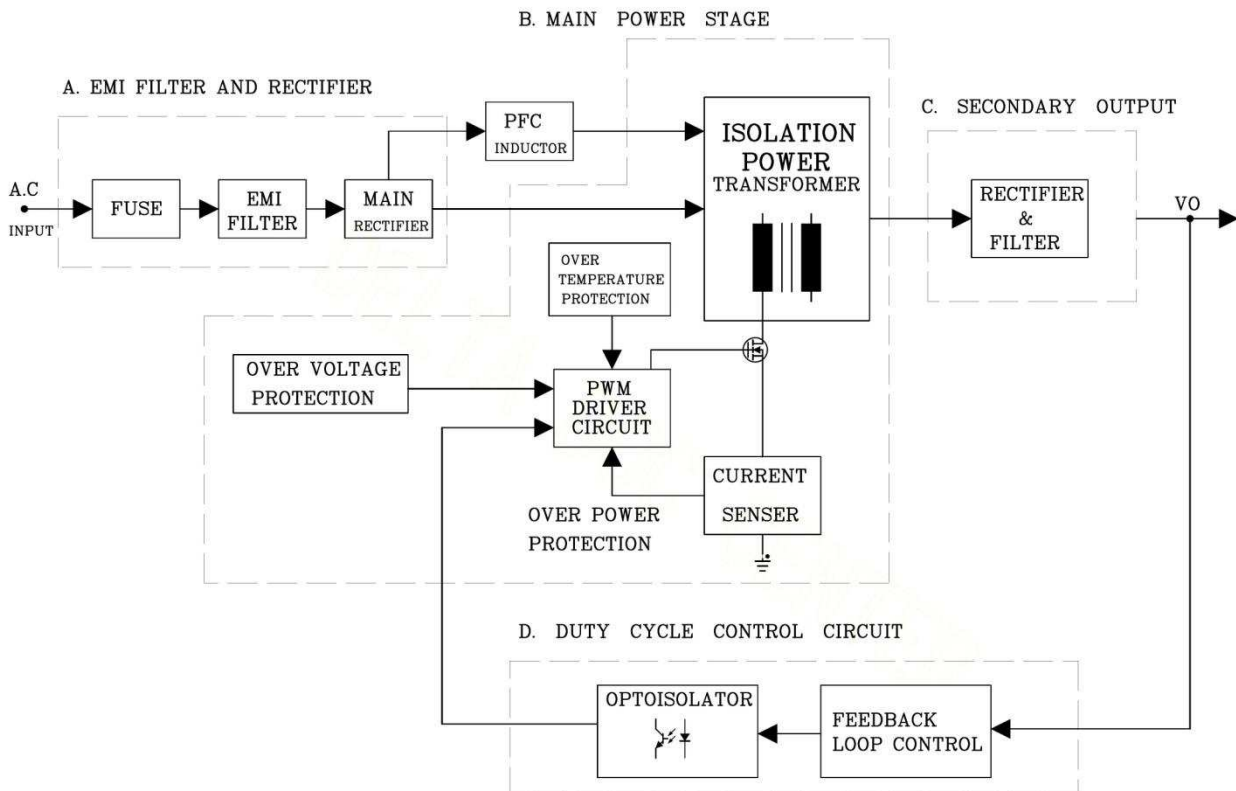 B. MAIN POWER STAGE
A. EMI FILTER AND RECTIFIER
C. SECONDARY OUTPUT
A.C
INPUT
FUSE
EMI
FILTER
MAIN
RECTIFIER
PFC
INDUCTOR
ISOLATION
POWER
TRANSFORMER
RECTIFIER
&
FILTER
VO
OVER
TEMPERATURE
PROTECTION
OVER VOLTAGE
PROTECTION
PWM
DRIVER
CIRCUIT
CURRENT
SENSER
OVER POWER
PROTECTION
D. DUTY CYCLE CONTROL CIRCUIT
OPTOISOLATOR
FEEDBACK
LOOP CONTROL